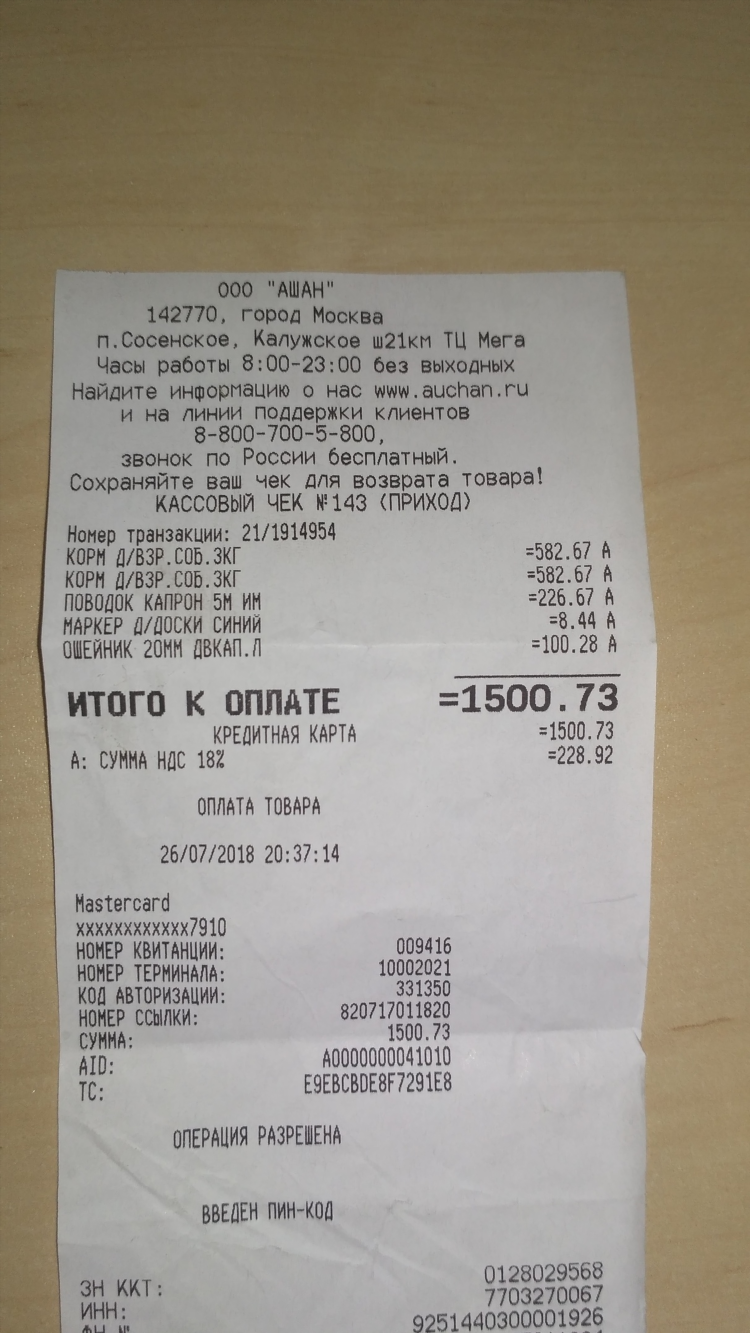 ООО "АШАН"
142770, город Москва
п.Сосенское, Калужское ш21км ТЦ Мега
Часы работы 8:00-23:00 без выходных
Найдите информацию о нас www.auchan.ru
и на линии поддержки клиентов
8-800-700-5-800,
звонок по России бесплатный.
Сохраняйте ваш чек для возврата товара!
КАССОВЫЙ ЧЕК №143 (ПРИХОД)
Номер транзакции: 21/1914954
КОРМ Д/ВЗР.СОБ.3КГ =582.67 А
КОРМ Д/ВЗР.СОБ.3КГ =582.67 А
ПОВОДОК КАПРОН 5М ИМ =226.67 А
МАРКЕР Д/ДОСКИ СИНИЙ =8.44 А
ОШЕЙНИК 20ММ ДВКАП.Л =100.28 А
ИТОГО К ОПЛАТЕ =1500.73
КРЕДИТНАЯ КАРТА =1500.73
А: СУММА НДС 18% =228.92
ОПЛАТА ТОВАРА
26/07/2018 20:37:14
Mastercard
xxxxxxxxxxxx7910
НОМЕР КВИТАНЦИИ: 009416
НОМЕР ТЕРМИНАЛА: 10002021
КОД АВТОРИЗАЦИИ: 331350
НОМЕР ССЫЛКИ: 820717011820
СУММА: 1500.73
AID: A0000000041010
TC: E9EBCBDE8F7291E8
ОПЕРАЦИЯ РАЗРЕШЕНА
ВВЕДЕН ПИН-КОД
ЗН ККТ: 0128029568
ИНН: 7703270067
ФН № 9251440300001926